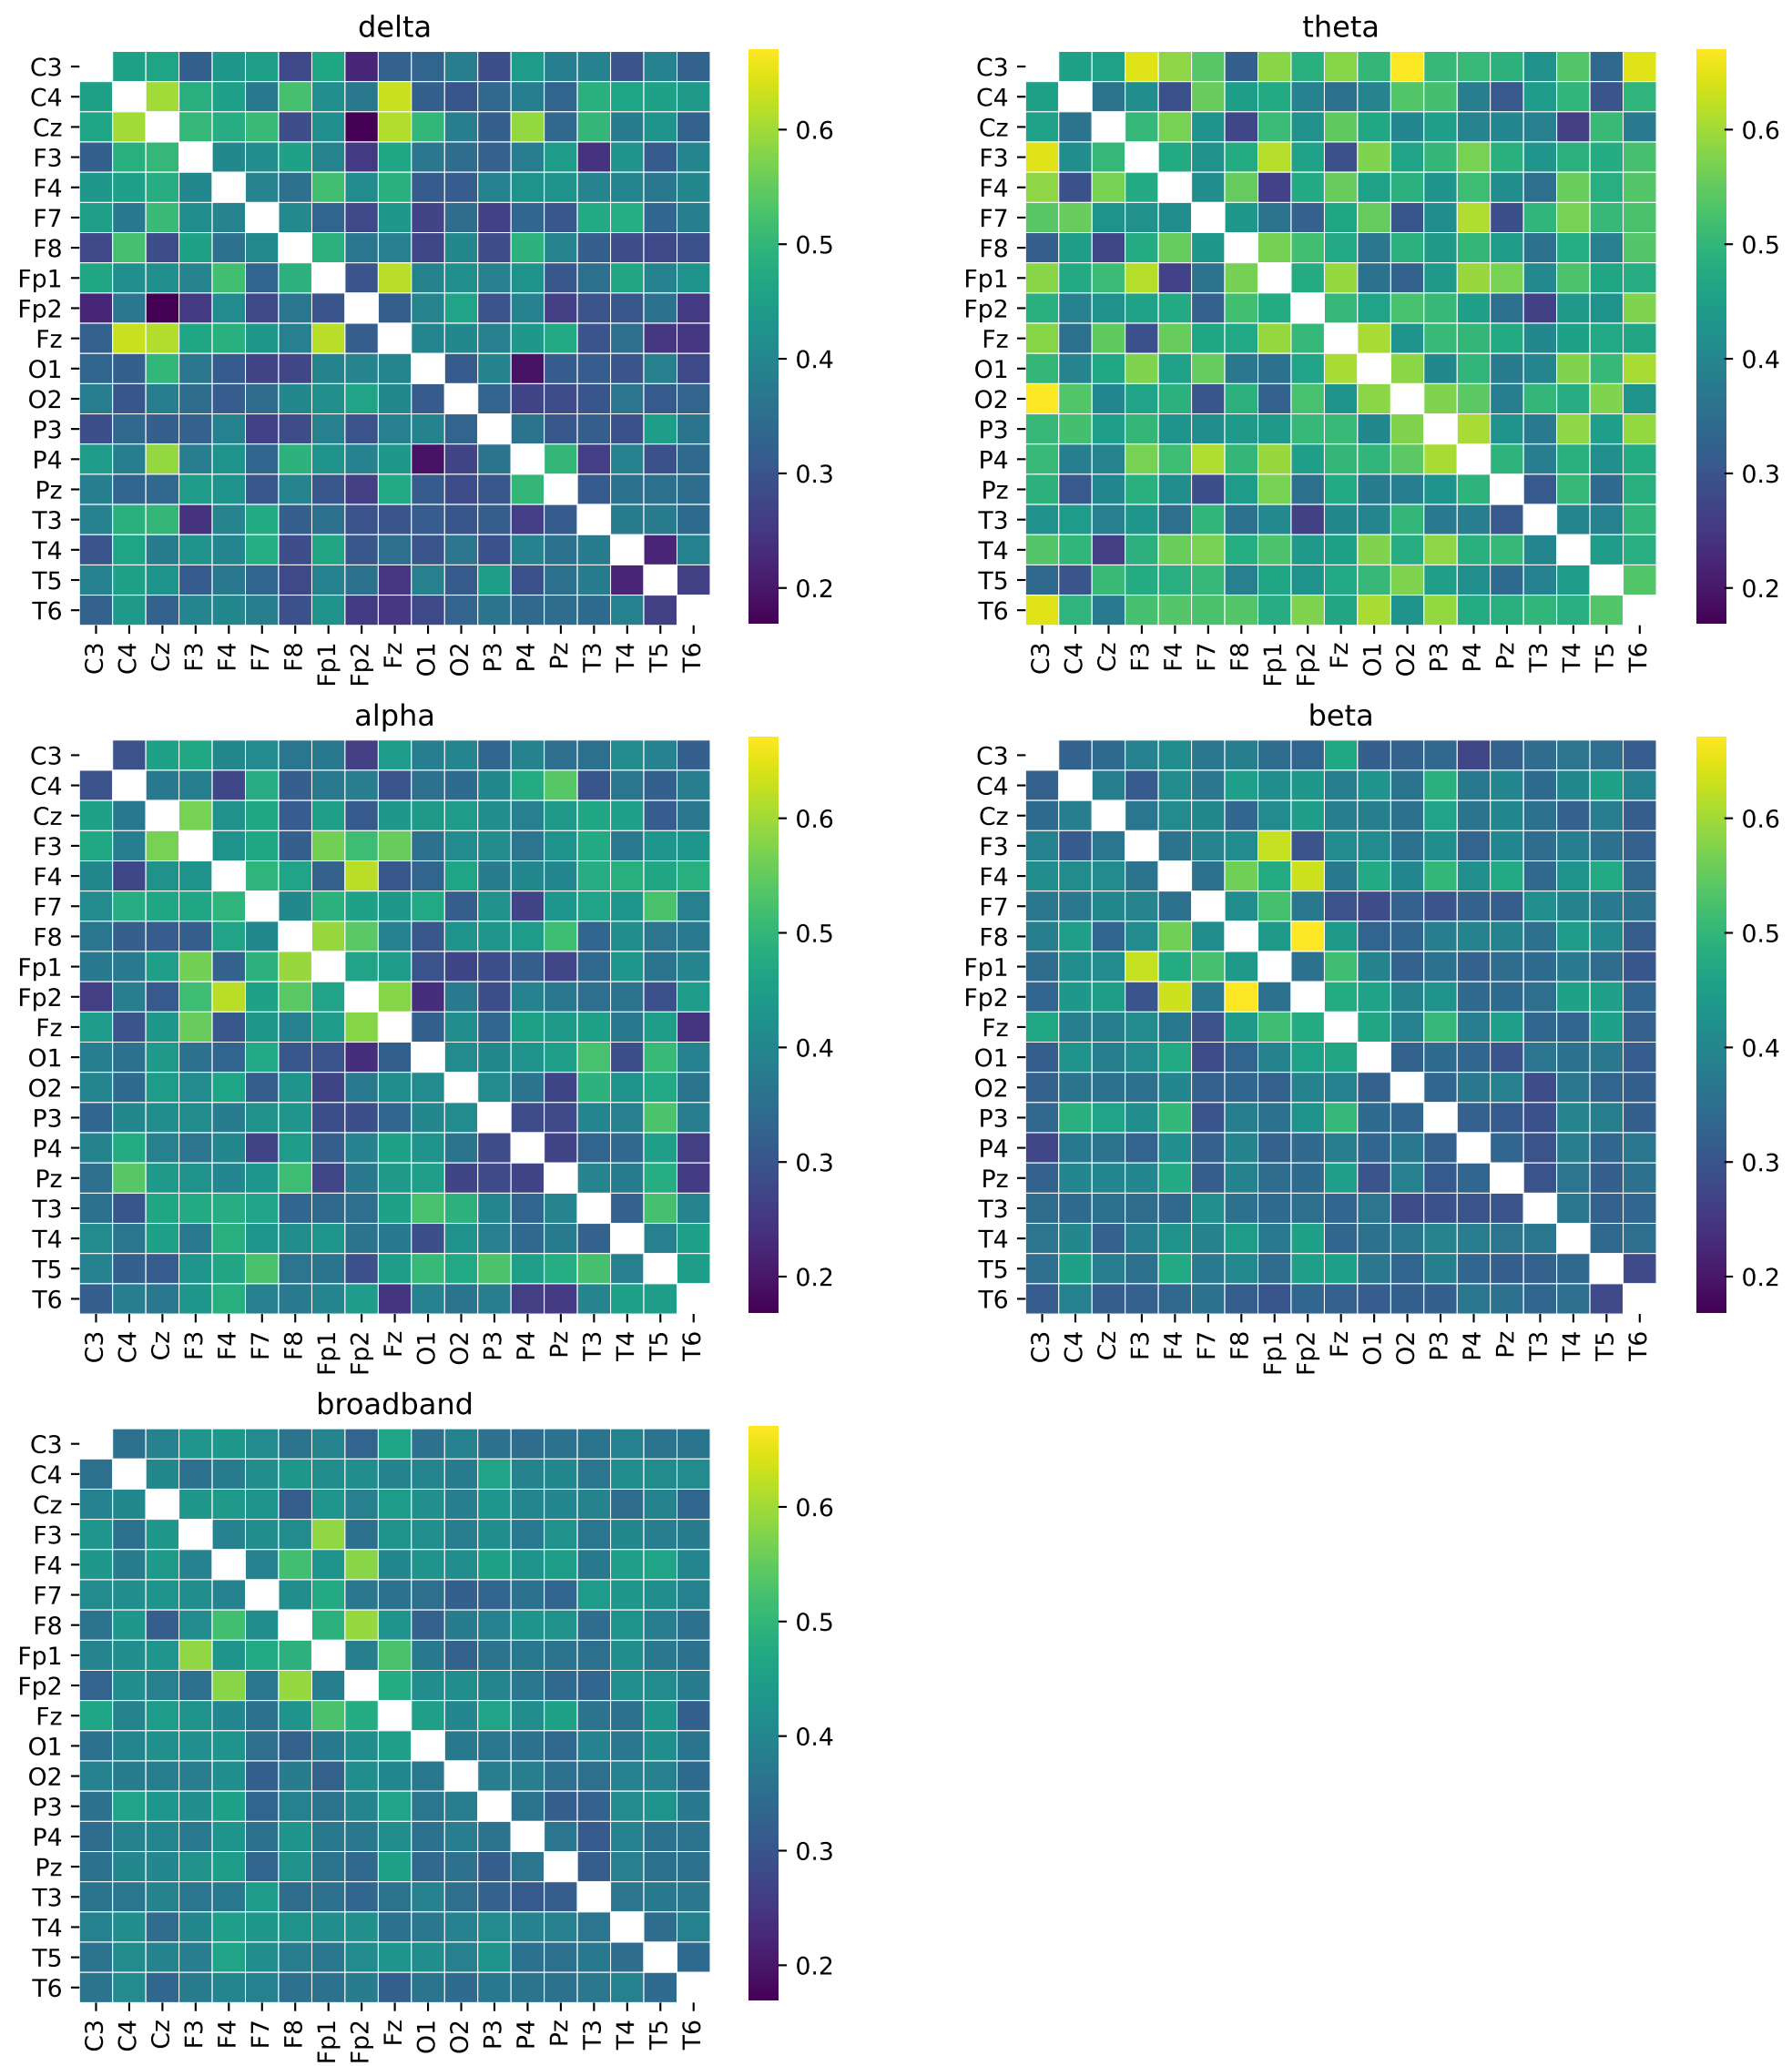 delta
C3
C4
Cz
F3
F4
F7
F8
Fp1
Fp2
Fz
O1
O2
P3
P4
Pz
T3
T4
T5
T6
C3 C4 Cz F3 F4 F7 F8 Fp1 Fp2 Fz O1 O2 P3 P4 Pz T3 T4 T5 T6
0.6
0.5
0.4
0.3
0.2
theta
C3
C4
Cz
F3
F4
F7
F8
Fp1
Fp2
Fz
O1
O2
P3
P4
Pz
T3
T4
T5
T6
C3 C4 Cz F3 F4 F7 F8 Fp1 Fp2 Fz O1 O2 P3 P4 Pz T3 T4 T5 T6
0.6
0.5
0.4
0.3
0.2
alpha
C3
C4
Cz
F3
F4
F7
F8
Fp1
Fp2
Fz
O1
O2
P3
P4
Pz
T3
T4
T5
T6
C3 C4 Cz F3 F4 F7 F8 Fp1 Fp2 Fz O1 O2 P3 P4 Pz T3 T4 T5 T6
0.6
0.5
0.4
0.3
0.2
beta
C3
C4
Cz
F3
F4
F7
F8
Fp1
Fp2
Fz
O1
O2
P3
P4
Pz
T3
T4
T5
T6
C3 C4 Cz F3 F4 F7 F8 Fp1 Fp2 Fz O1 O2 P3 P4 Pz T3 T4 T5 T6
0.6
0.5
0.4
0.3
0.2
broadband
C3
C4
Cz
F3
F4
F7
F8
Fp1
Fp2
Fz
O1
O2
P3
P4
Pz
T3
T4
T5
T6
C3 C4 Cz F3 F4 F7 F8 Fp1 Fp2 Fz O1 O2 P3 P4 Pz T3 T4 T5 T6
0.6
0.5
0.4
0.3
0.2